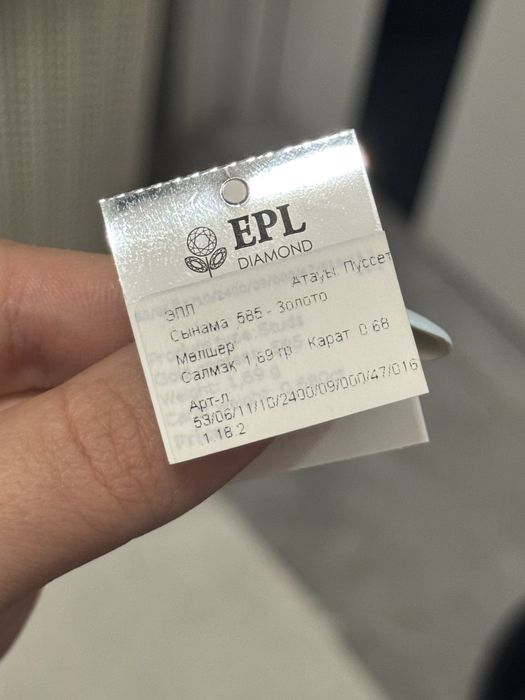 EPL
DIAMOND
ЭПЛ Атауы: Пуссет
Сынама 585 - Золото
Мөлшер
Салмақ 1,69 гр. Карат: 0.68
Арт-л.
53/06/11/10/2400/09/000/47/016
1 18 2